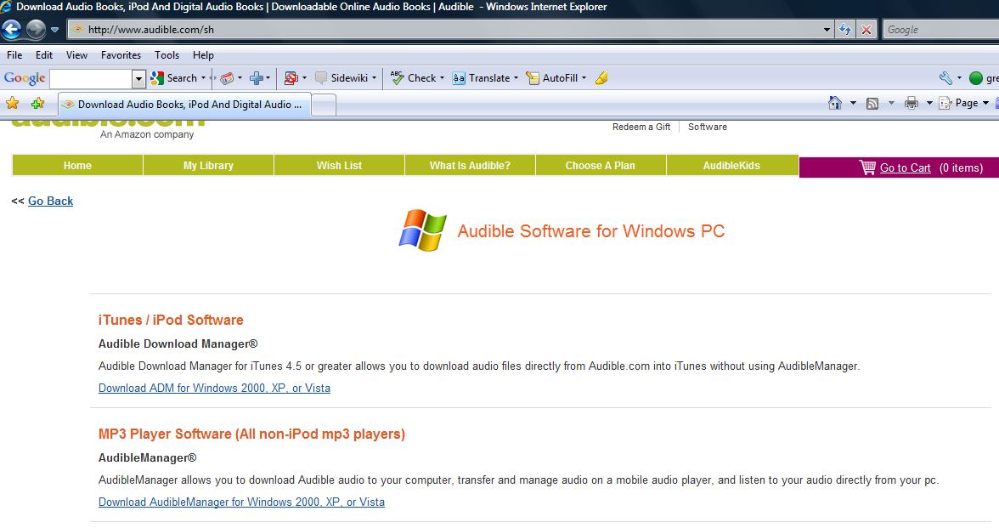 Download Audio Books, iPod And Digital Audio Books | Downloadable Online Audio Books | Audible - Windows Internet Explorer
http://www.audible.com/sh
Google
File Edit View Favorites Tools Help
Google Search Sidewiki ABC Check Translate AutoFill gre
Download Audio Books, iPod And Digital Audio ... Page
audible.com
An Amazon company
Redeem a Gift Software
Home My Library Wish List What Is Audible? Choose A Plan AudibleKids Go to Cart (0 items)
<< Go Back
Audible Software for Windows PC
iTunes / iPod Software
Audible Download Manager®
Audible Download Manager for iTunes 4.5 or greater allows you to download audio files directly from Audible.com into iTunes without using AudibleManager.
Download ADM for Windows 2000, XP, or Vista
MP3 Player Software (All non-iPod mp3 players)
AudibleManager®
AudibleManager allows you to download Audible audio to your computer, transfer and manage audio on a mobile audio player, and listen to your audio directly from your pc.
Download AudibleManager for Windows 2000, XP, or Vista